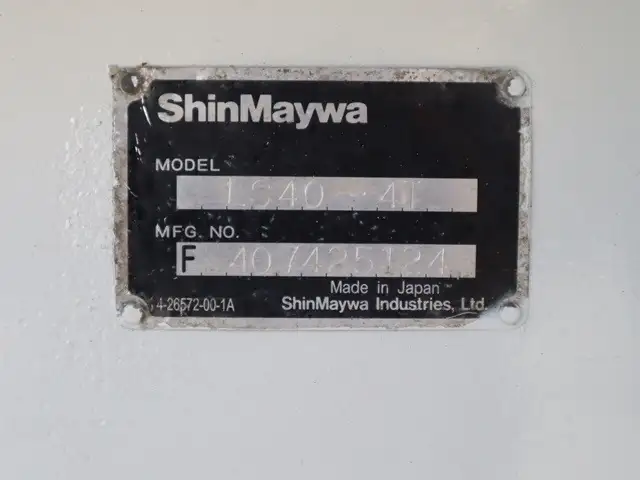 ShinMaywa
MODEL
LS40-4T
MFG. NO.
F 407425124
Made in Japan
4-26572-00-1A
ShinMaywa Industries, Ltd.